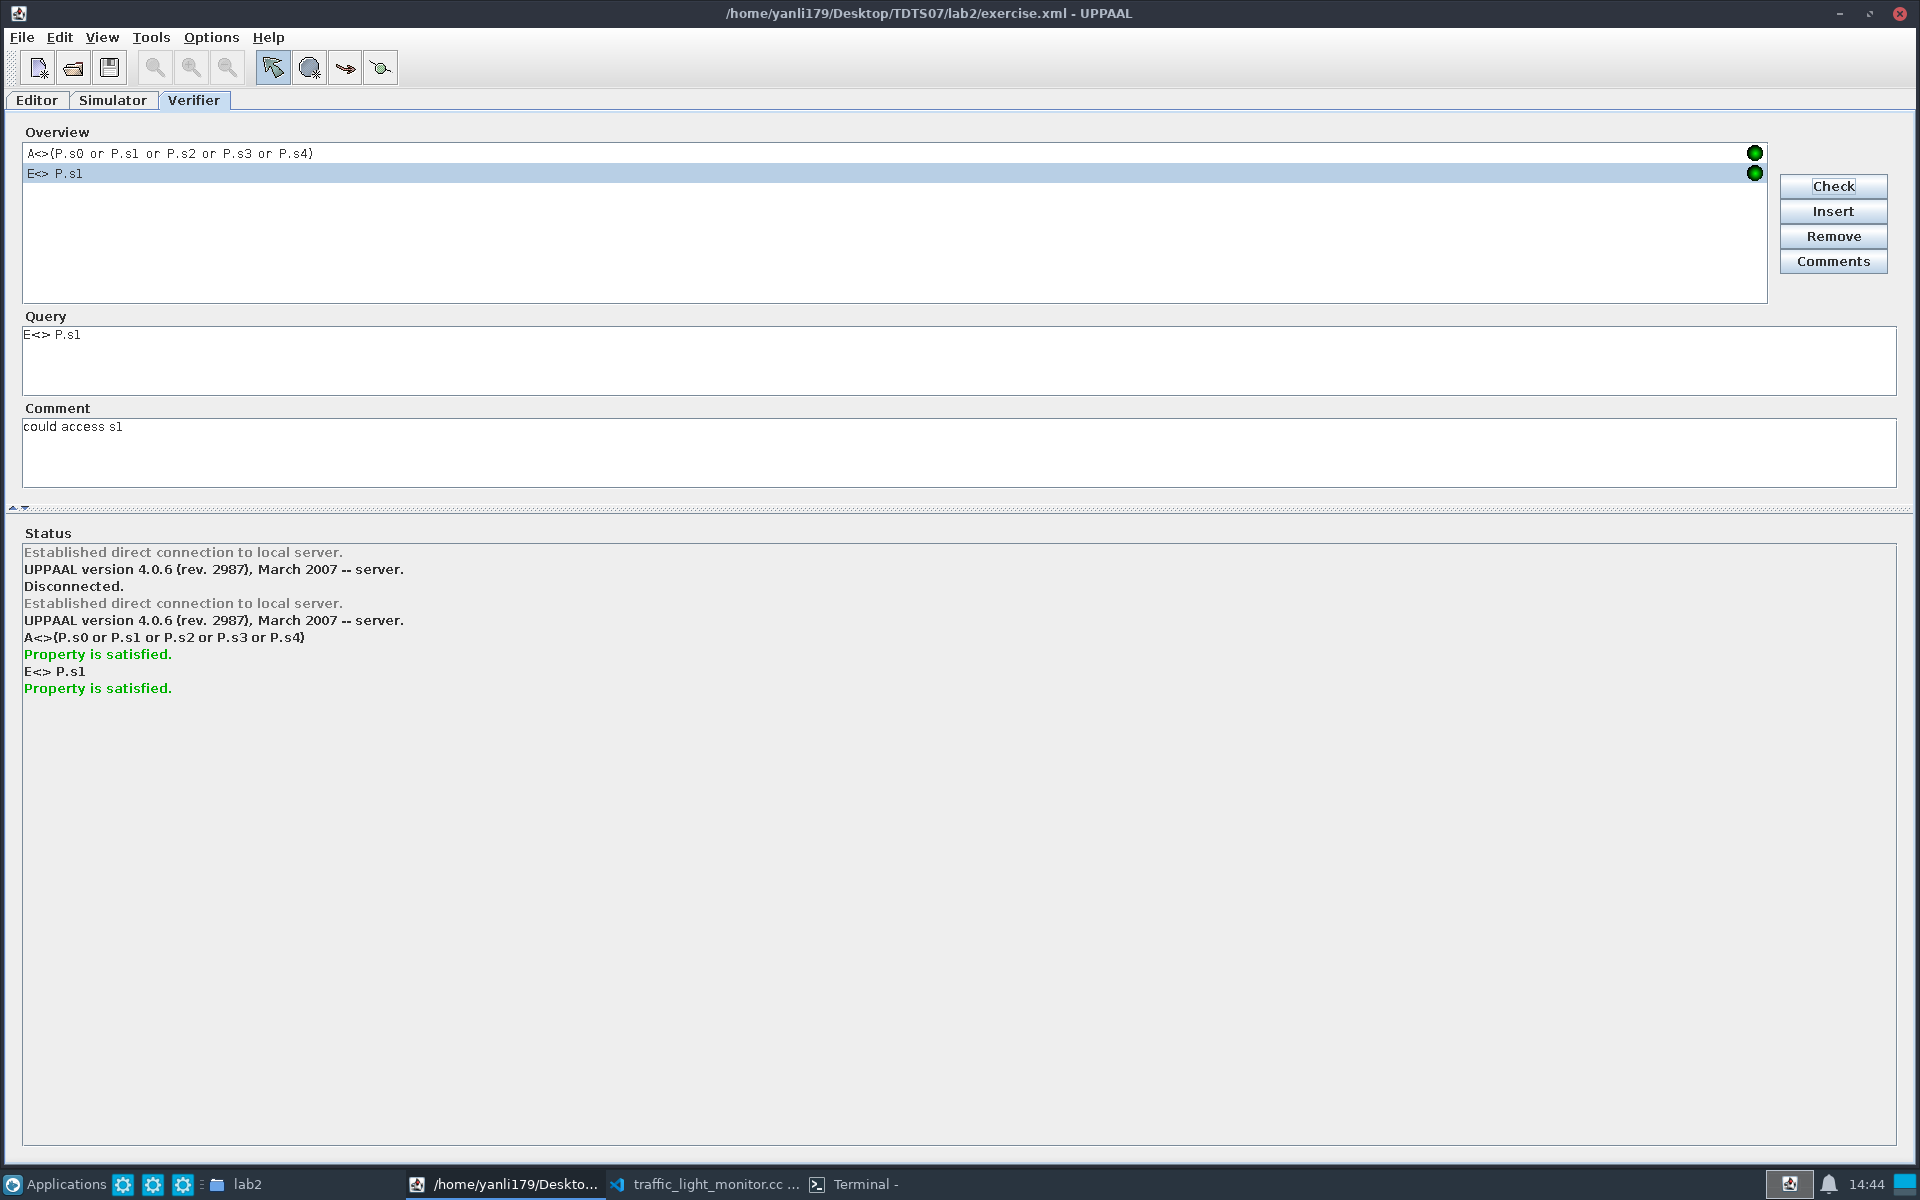 /home/yanli179/Desktop/TDTS07/lab2/exercise.xml - UPPAAL
File Edit View Tools Options Help
Editor Simulator Verifier
Overview
A<>(P.s0 or P.s1 or P.s2 or P.s3 or P.s4)
E<> P.s1
Check
Insert
Remove
Comments
Query
E<> P.s1
Comment
could access s1
Status
Established direct connection to local server.
UPPAAL version 4.0.6 (rev. 2987), March 2007 -- server.
Disconnected.
Established direct connection to local server.
UPPAAL version 4.0.6 (rev. 2987), March 2007 -- server.
A<>(P.s0 or P.s1 or P.s2 or P.s3 or P.s4)
Property is satisfied.
E<> P.s1
Property is satisfied.
Applications lab2 /home/yanli179/Deskto... traffic_light_monitor.cc ... Terminal - 14:44